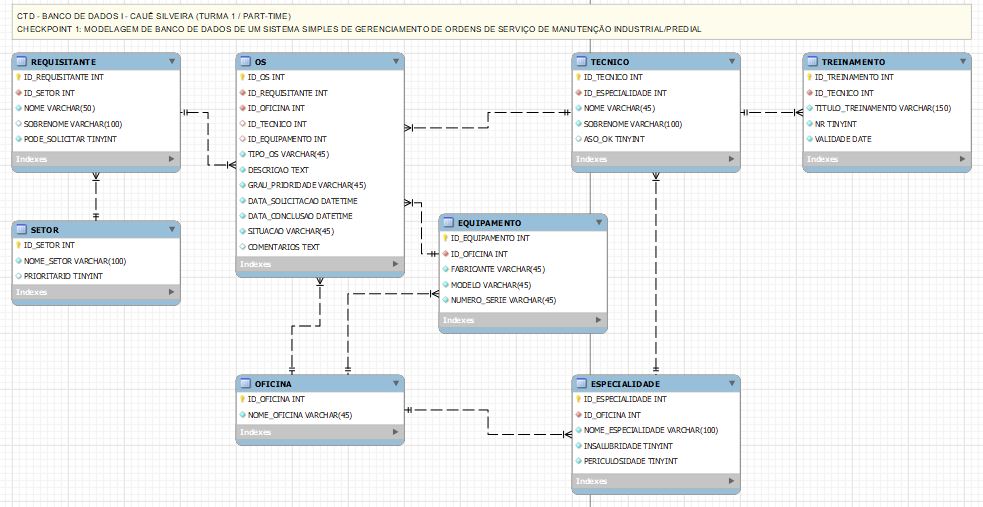 CTD - BANCO DE DADOS I - CAUÊ SILVEIRA (TURMA 1 / PART-TIME)
CHECKPOINT 1: MODELAGEM DE BANCO DE DADOS DE UM SISTEMA SIMPLES DE GERENCIAMENTO DE ORDENS DE SERVIÇO DE MANUTENÇÃO INDUSTRIAL/PREDIAL
REQUISITANTE
ID_REQUISITANTE INT
ID_SETOR INT
NOME VARCHAR(50)
SOBRENOME VARCHAR(100)
PODE_SOLICITAR TINYINT
Indexes
OS
ID_OS INT
ID_REQUISITANTE INT
ID_OFICINA INT
ID_TECNICO INT
ID_EQUIPAMENTO INT
TIPO_OS VARCHAR(45)
DESCRICAO TEXT
GRAU_PRIORIDADE VARCHAR(45)
DATA_SOLICITACAO DATETIME
DATA_CONCLUSAO DATETIME
SITUACAO VARCHAR(45)
COMENTARIOS TEXT
Indexes
TECNICO
ID_TECNICO INT
ID_ESPECIALIDADE INT
NOME VARCHAR(45)
SOBRENOME VARCHAR(100)
ASO_OK TINYINT
Indexes
TREINAMENTO
ID_TREINAMENTO INT
ID_TECNICO INT
TITULO_TREINAMENTO VARCHAR(150)
NR TINYINT
VALIDADE DATE
Indexes
SETOR
ID_SETOR INT
NOME_SETOR VARCHAR(100)
PRIORITARIO TINYINT
Indexes
EQUIPAMENTO
ID_EQUIPAMENTO INT
ID_OFICINA INT
FABRICANTE VARCHAR(45)
MODELO VARCHAR(45)
NUMERO_SERIE VARCHAR(45)
Indexes
OFICINA
ID_OFICINA INT
NOME_OFICINA VARCHAR(45)
Indexes
ESPECIALIDADE
ID_ESPECIALIDADE INT
ID_OFICINA INT
NOME_ESPECIALIDADE VARCHAR(100)
INSALUBRIDADE TINYINT
PERICULOSIDADE TINYINT
Indexes